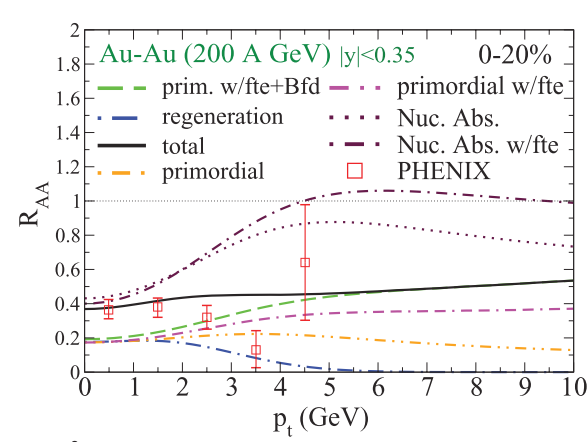 Au-Au (200 A GeV) |y|<0.35 0-20%
prim. w/fte+Bfd primordial w/fte
regeneration Nuc. Abs.
total Nuc. Abs. w/fte
primordial PHENIX
2
1.8
1.6
1.4
1.2
1
0.8
0.6
0.4
0.2
0
R_AA
0 1 2 3 4 5 6 7 8 9 10
p_t (GeV)